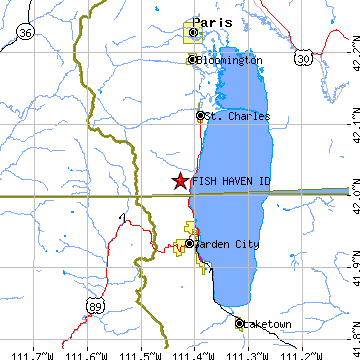 Paris
36
Bloomington
30
42.2°N
St. Charles
42.1°N
FISH HAVEN ID
42.0°N
Garden City
41.9°N
89
Laketown
41.8°N
111.7°W
111.6°W
111.5°W
111.4°W
111.3°W
111.2°W